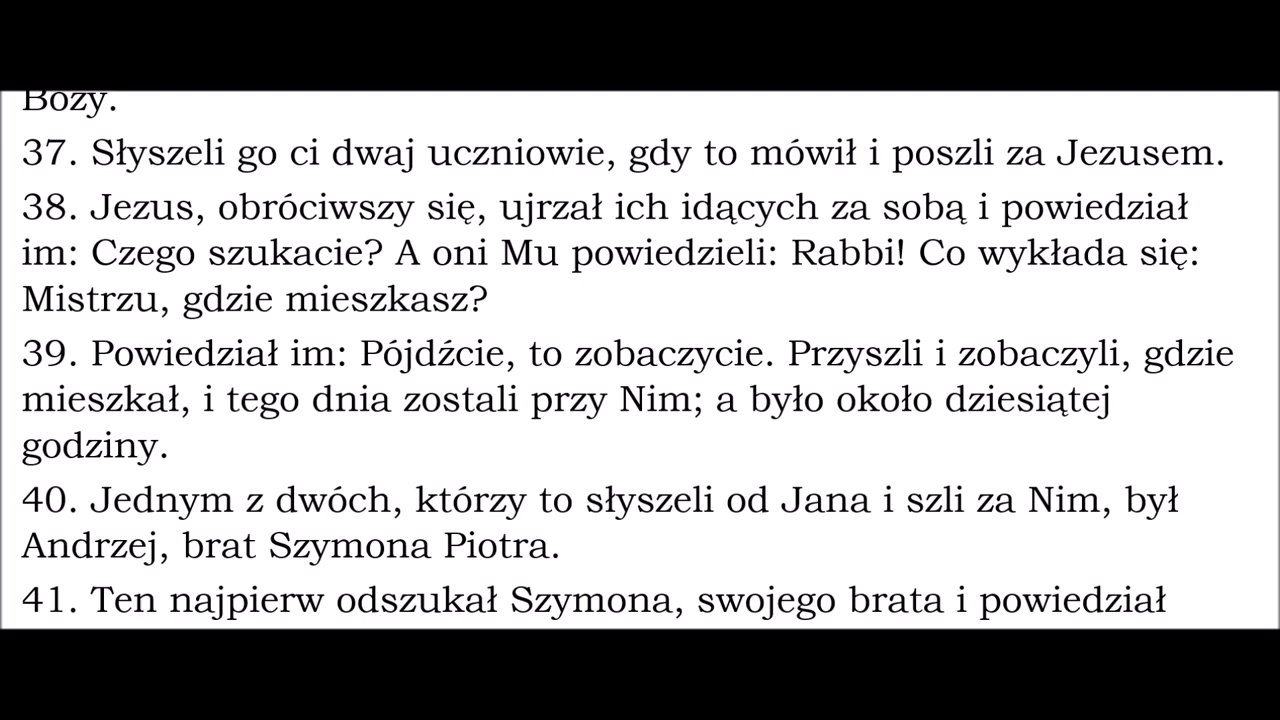 Boży.
37. Słyszeli go ci dwaj uczniowie, gdy to mówił i poszli za Jezusem.
38. Jezus, obróciwszy się, ujrzał ich idących za sobą i powiedział
im: Czego szukacie? A oni Mu powiedzieli: Rabbi! Co wykłada się:
Mistrzu, gdzie mieszkasz?
39. Powiedział im: Pójdźcie, to zobaczycie. Przyszli i zobaczyli, gdzie
mieszkał, i tego dnia zostali przy Nim; a było około dziesiątej
godziny.
40. Jednym z dwóch, którzy to słyszeli od Jana i szli za Nim, był
Andrzej, brat Szymona Piotra.
41. Ten najpierw odszukał Szymona, swojego brata i powiedział